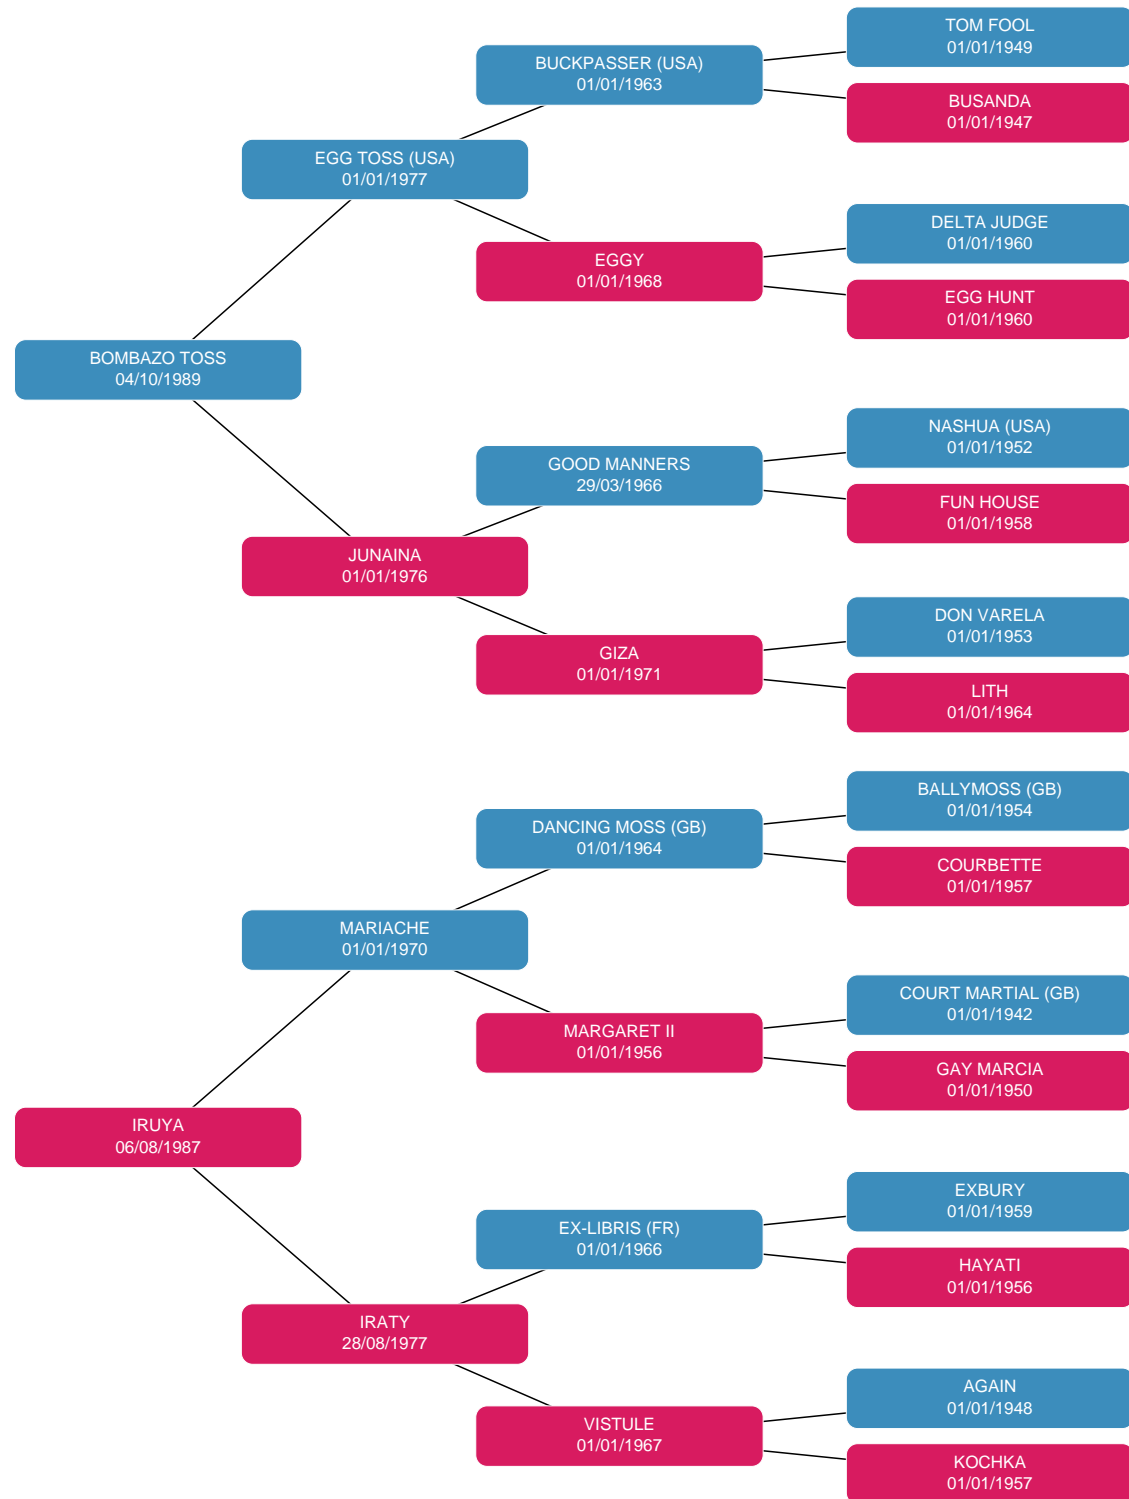 TOM FOOL
01/01/1949
BUCKPASSER (USA)
01/01/1963
BUSANDA
01/01/1947
EGG TOSS (USA)
01/01/1977
DELTA JUDGE
01/01/1960
EGGY
01/01/1968
EGG HUNT
01/01/1960
BOMBAZO TOSS
04/10/1989
NASHUA (USA)
01/01/1952
GOOD MANNERS
29/03/1966
FUN HOUSE
01/01/1958
JUNAINA
01/01/1976
DON VARELA
01/01/1953
GIZA
01/01/1971
LITH
01/01/1964
BALLYMOSS (GB)
01/01/1954
DANCING MOSS (GB)
01/01/1964
COURBETTE
01/01/1957
MARIACHE
01/01/1970
COURT MARTIAL (GB)
01/01/1942
MARGARET II
01/01/1956
GAY MARCIA
01/01/1950
IRUYA
06/08/1987
EXBURY
01/01/1959
EX-LIBRIS (FR)
01/01/1966
HAYATI
01/01/1956
IRATY
28/08/1977
AGAIN
01/01/1948
VISTULE
01/01/1967
KOCHKA
01/01/1957